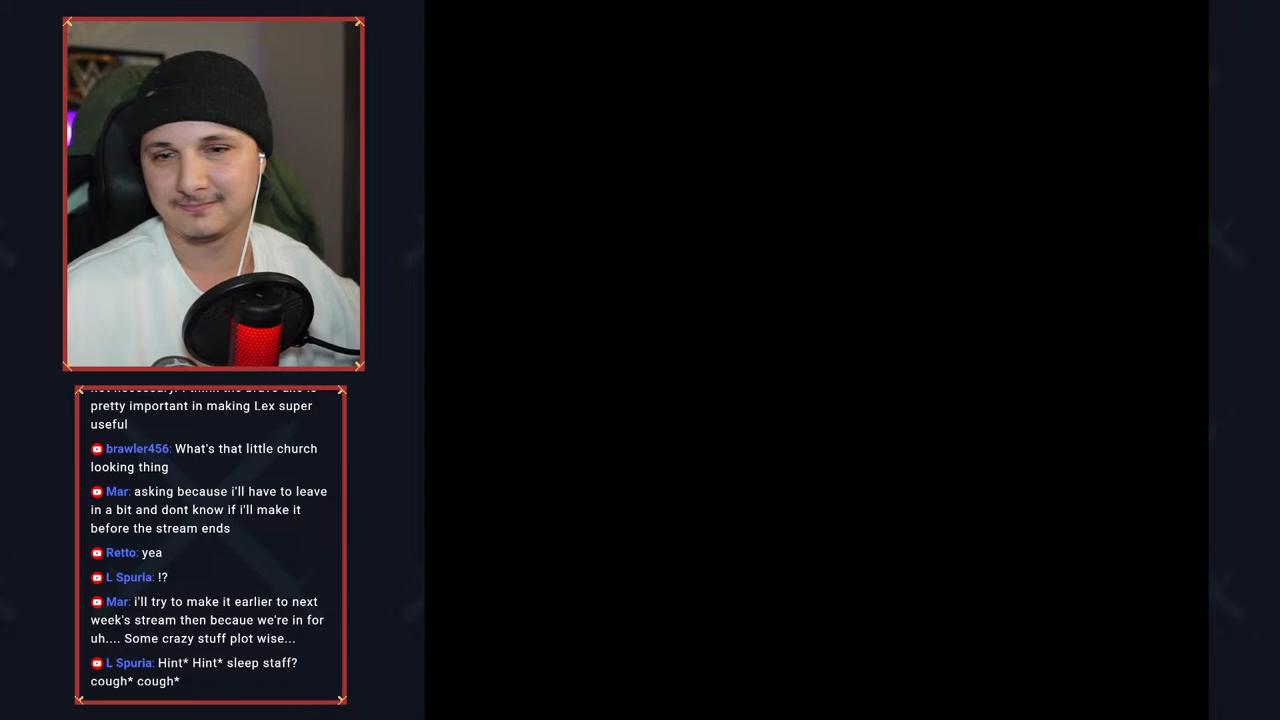 pretty important in making Lex super
useful
brawler456: What's that little church
looking thing
Mar: asking because i'll have to leave
in a bit and dont know if i'll make it
before the stream ends
Retto: yea
L Spuria: !?
Mar: i'll try to make it earlier to next
week's stream then becaue we're in for
uh.... Some crazy stuff plot wise...
L Spuria: Hint* Hint* sleep staff?
cough* cough*